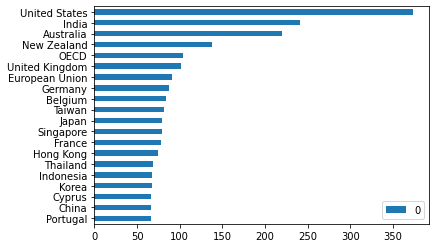 United States
India
Australia
New Zealand
OECD
United Kingdom
European Union
Germany
Belgium
Taiwan
Japan
Singapore
France
Hong Kong
Thailand
Indonesia
Korea
Cyprus
China
Portugal
0
0 50 100 150 200 250 300 350